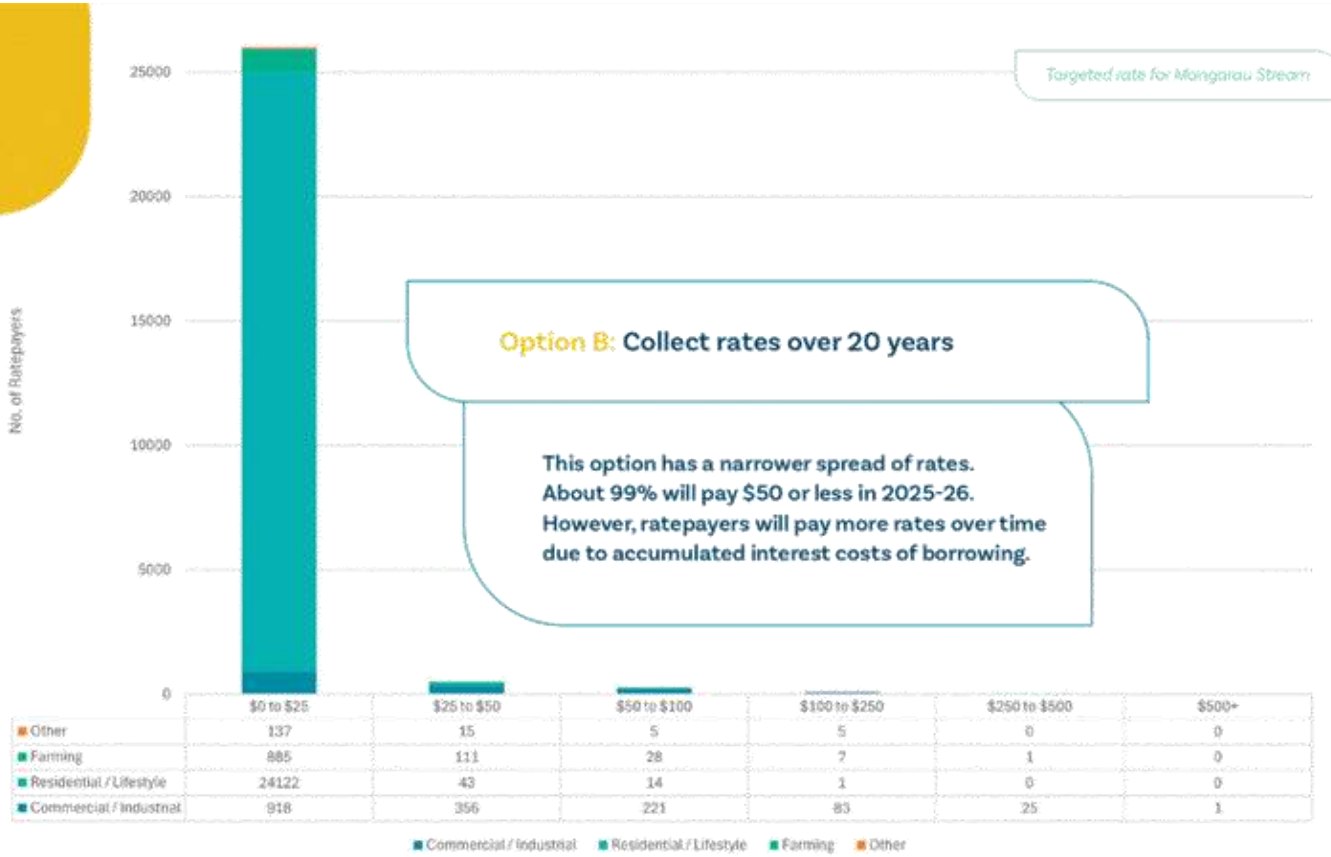 Targeted rate for Mangarau Stream
25000
20000
15000
10000
5000
0
No. of Ratepayers
Option B: Collect rates over 20 years
This option has a narrower spread of rates.
About 99% will pay $50 or less in 2025-26.
However, ratepayers will pay more rates over time
due to accumulated interest costs of borrowing.
$0 to $25 $25 to $50 $50 to $100 $100 to $250 $250 to $500 $500+
Other 137 15 5 5 0 0
Farming 885 111 28 7 1 0
Residential / Lifestyle 24122 43 14 1 0 0
Commercial / Industrial 918 356 221 83 25 1
Commercial / Industrial Residential / Lifestyle Farming Other